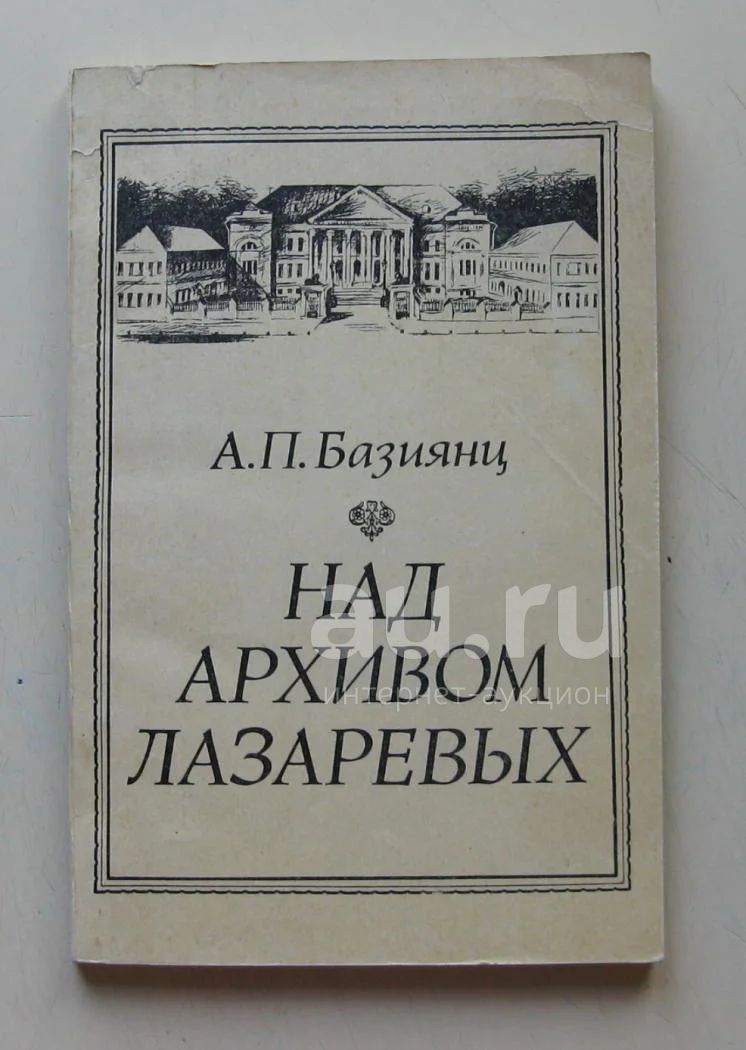 А.П.Базиянц
НАД
АРХИВОМ
ЛАЗАРЕВЫХ
au.ru
интернет-аукцион